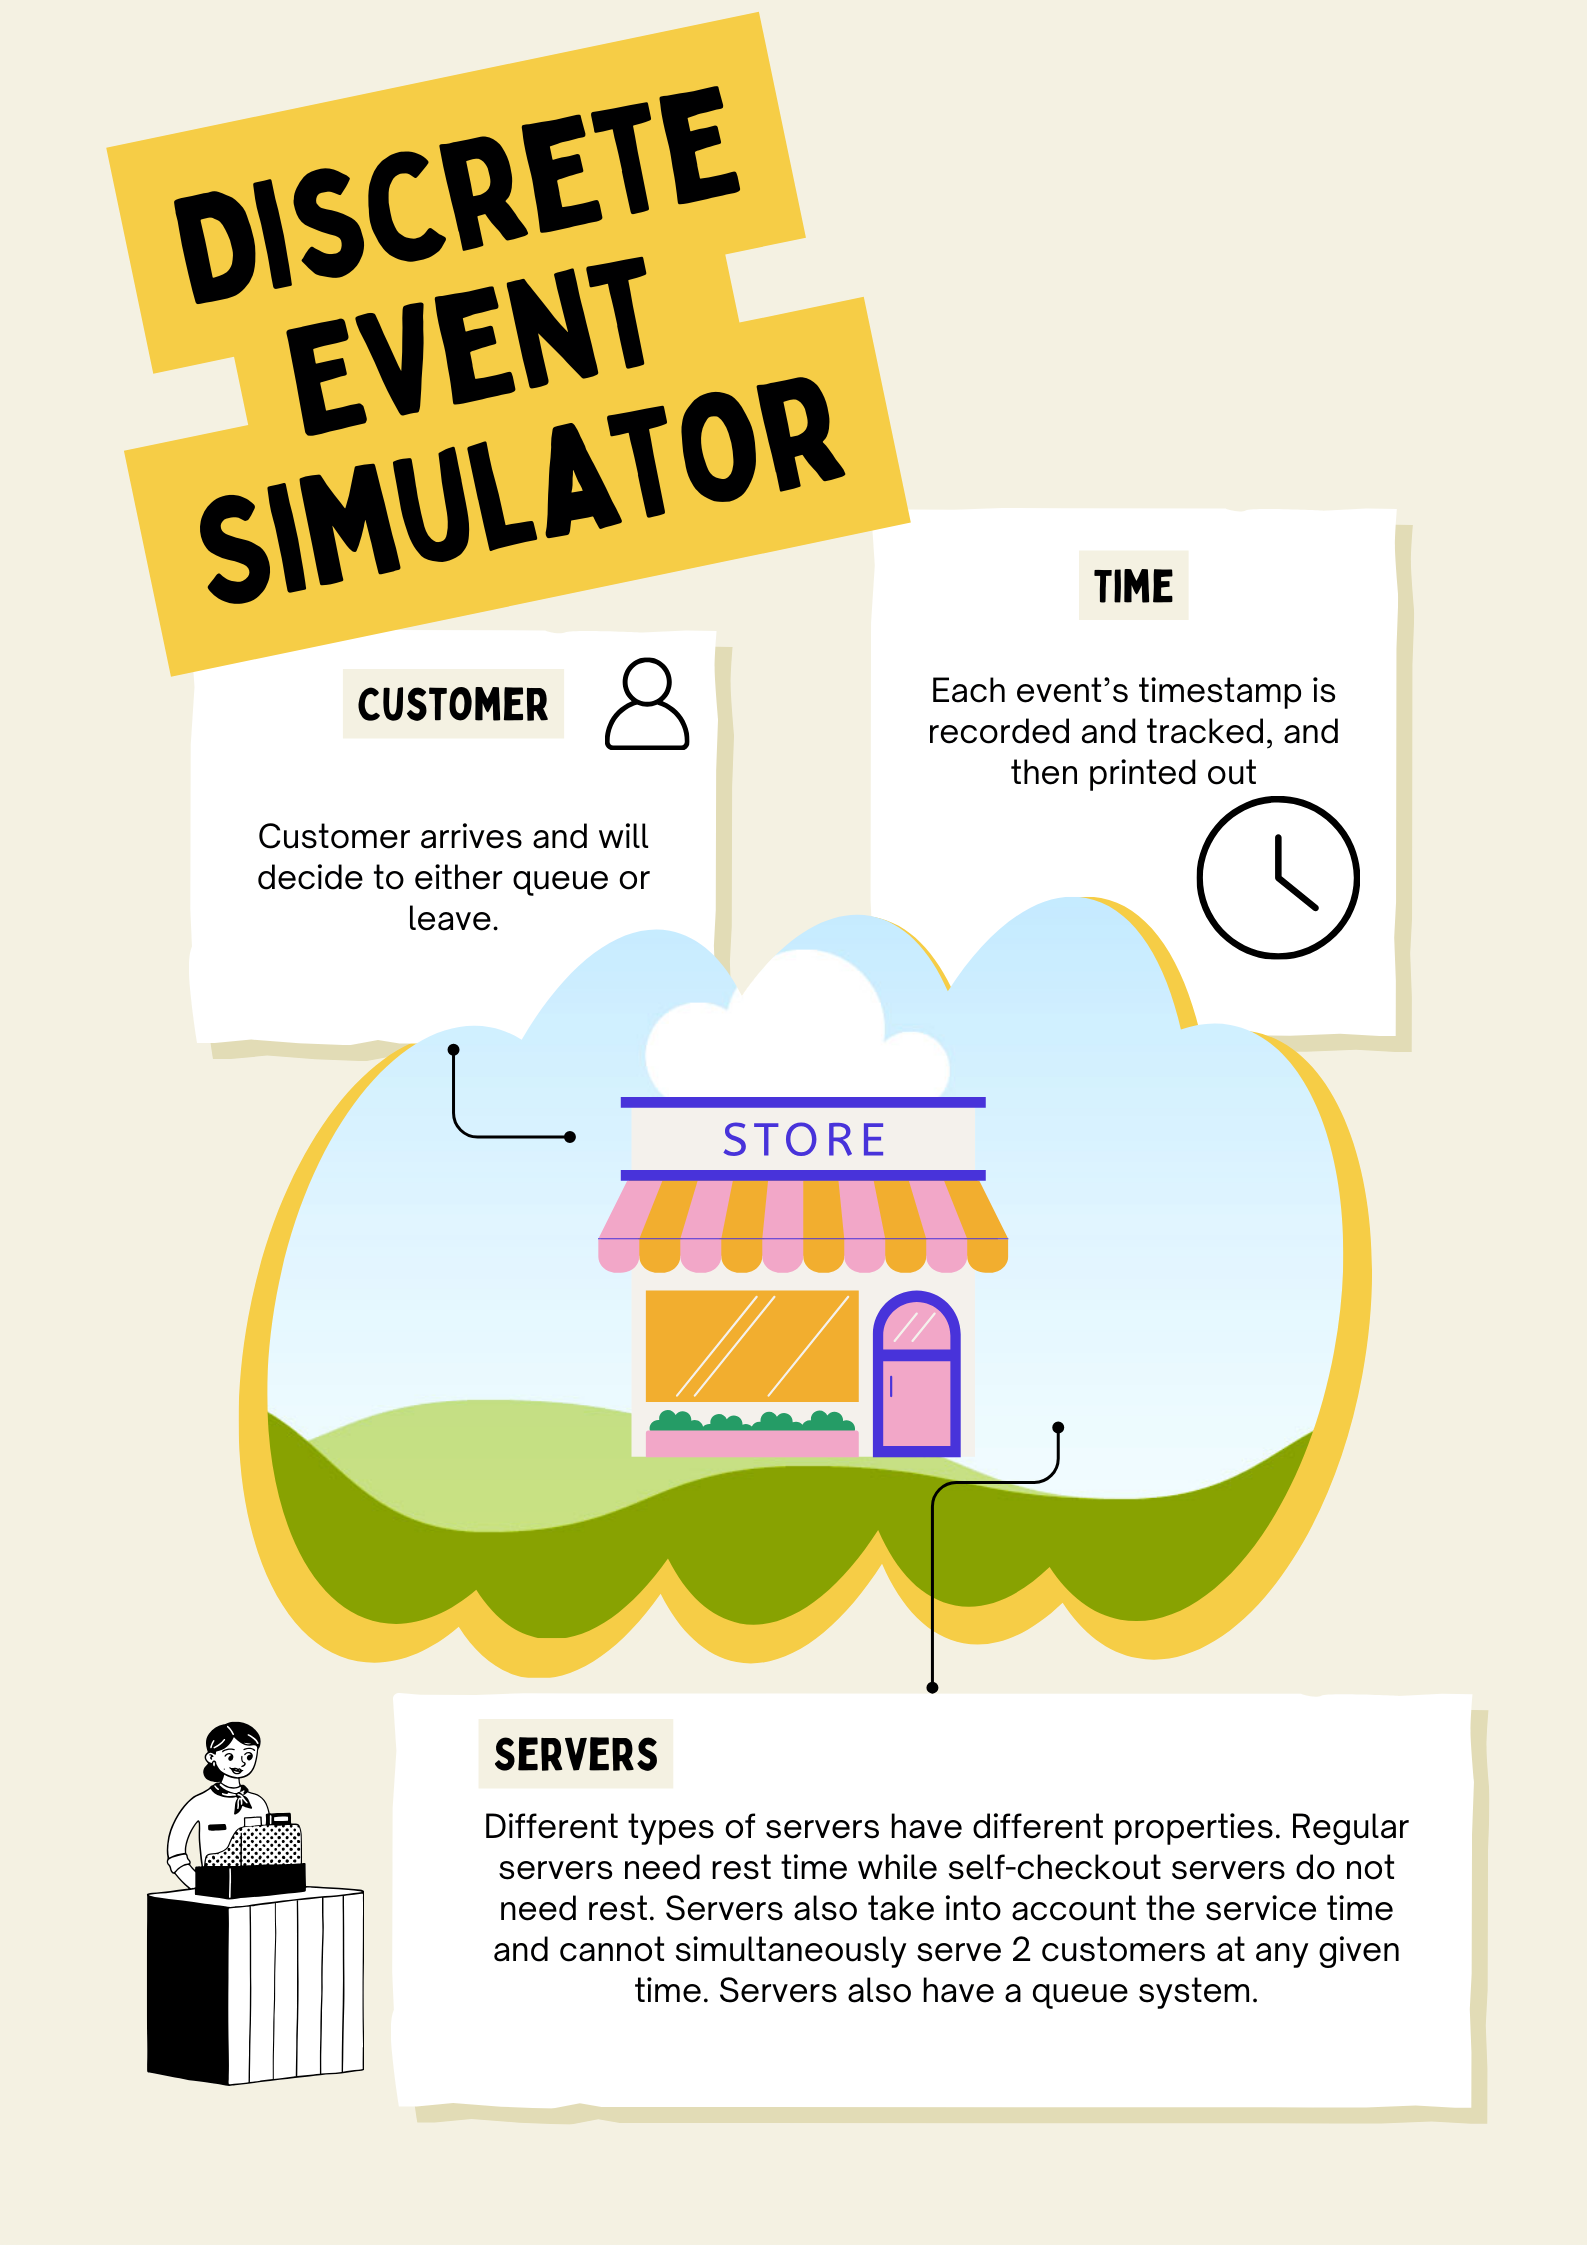 DISCRETE
EVENT
SIMULATOR
TIME
Each event’s timestamp is
recorded and tracked, and
then printed out
CUSTOMER
Customer arrives and will
decide to either queue or
leave.
STORE
SERVERS
Different types of servers have different properties. Regular
servers need rest time while self-checkout servers do not
need rest. Servers also take into account the service time
and cannot simultaneously serve 2 customers at any given
time. Servers also have a queue system.